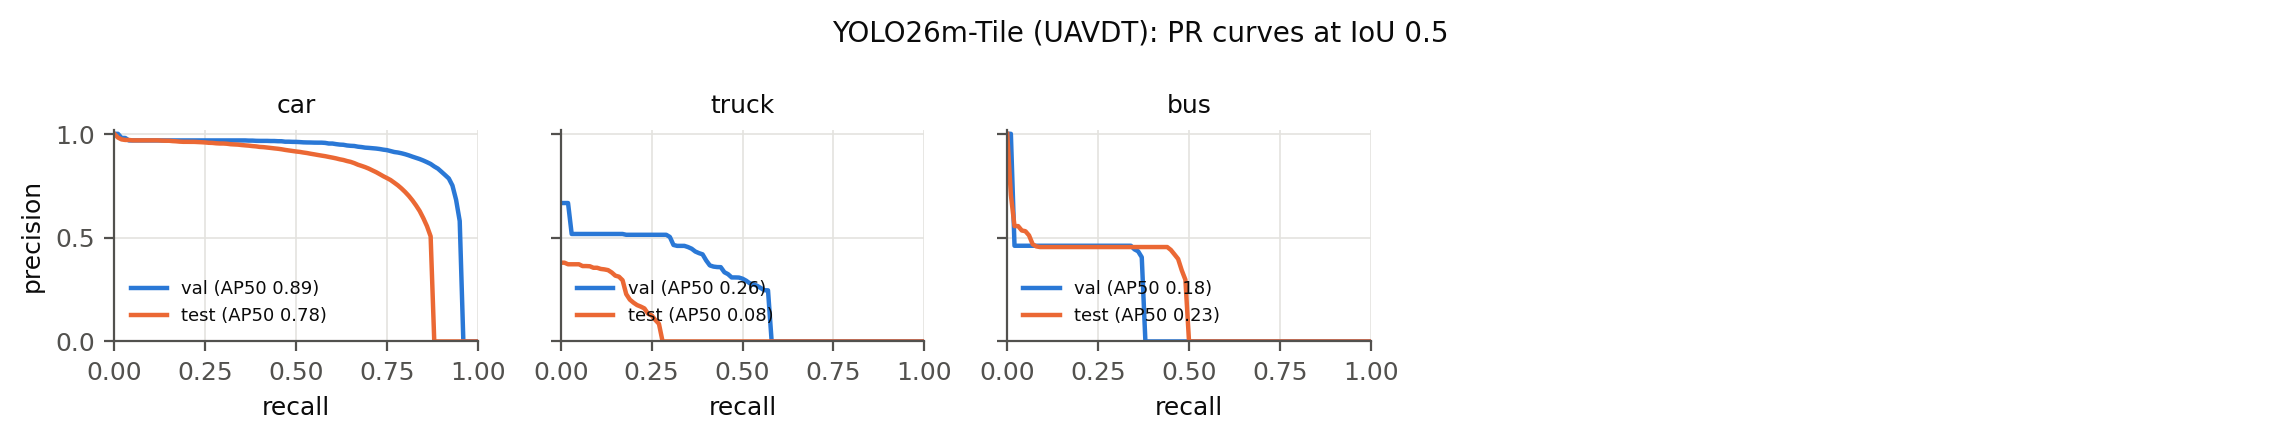 YOLO26m-Tile (UAVDT): PR curves at IoU 0.5
car
truck
bus
precision
1.0
0.5
0.0
val (AP50 0.89)
test (AP50 0.78)
val (AP50 0.26)
test (AP50 0.08)
val (AP50 0.18)
test (AP50 0.23)
0.00 0.25 0.50 0.75 1.00
0.00 0.25 0.50 0.75 1.00
0.00 0.25 0.50 0.75 1.00
recall
recall
recall